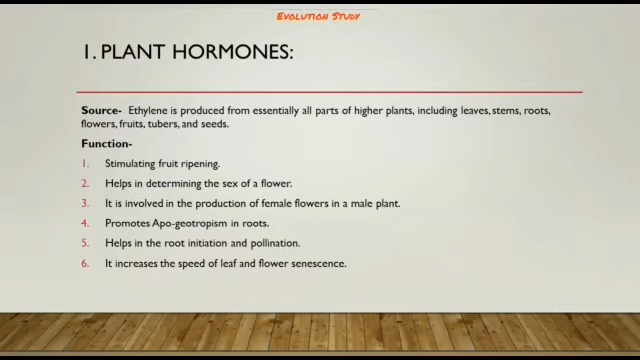 Evolution Study
1. PLANT HORMONES:
Source- Ethylene is produced from essentially all parts of higher plants, including leaves, stems, roots,
flowers, fruits, tubers, and seeds.
Function-
1. Stimulating fruit ripening.
2. Helps in determining the sex of a flower.
3. It is involved in the production of female flowers in a male plant.
4. Promotes Apo-geotropism in roots.
5. Helps in the root initiation and pollination.
6. It increases the speed of leaf and flower senescence.